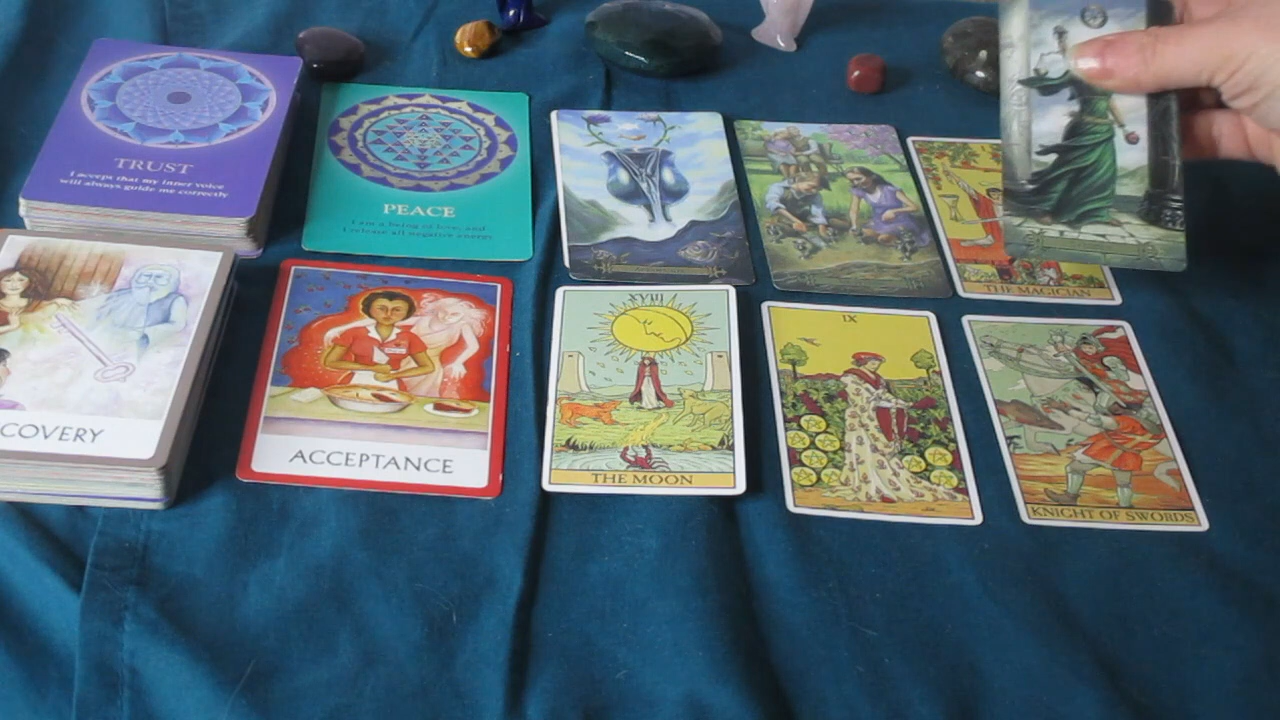 TRUST
I accept that my inner voice
will always guide me correctly
PEACE
I am a being of love, and
I release all negative energy.
THE MAGICIAN
COVERY
ACCEPTANCE
XVIII
THE MOON
IX
KNIGHT OF SWORDS